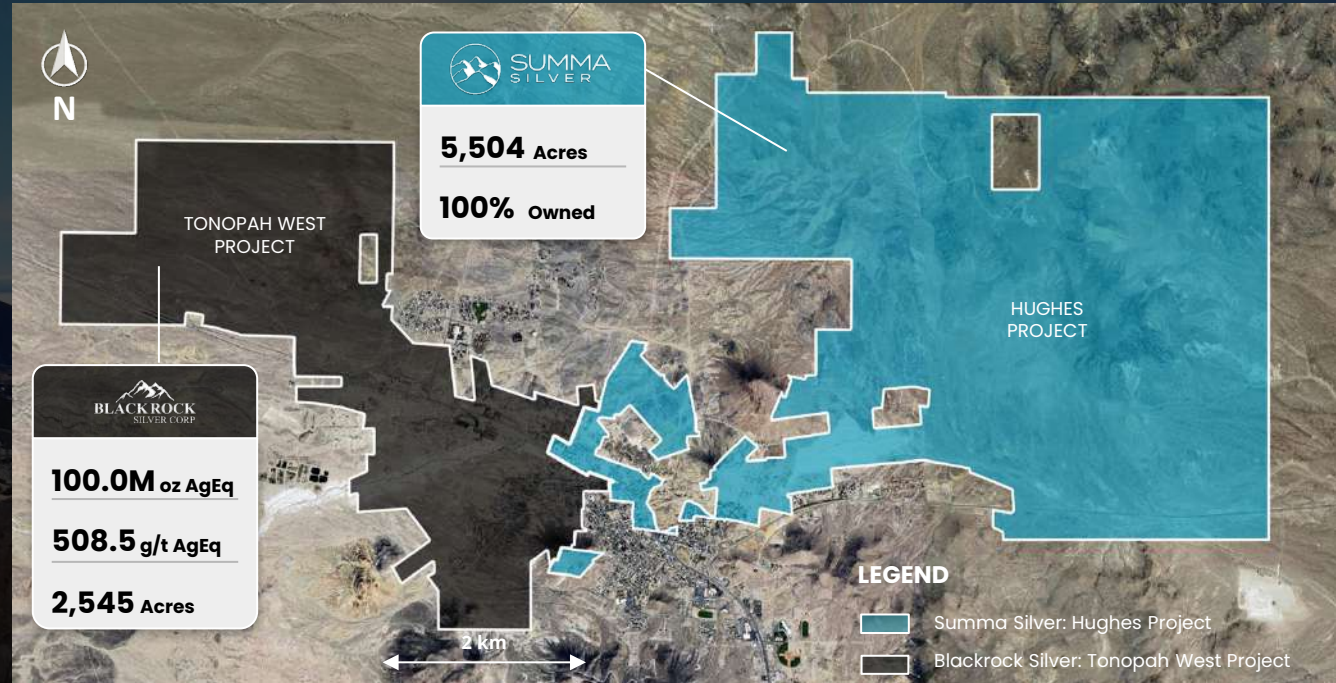 N
SUMMA
SILVER
5,504 Acres
100% Owned
TONOPAH WEST
PROJECT
HUGHES
PROJECT
BLACKROCK
SILVER CORP
100.0M oz AgEq
508.5 g/t AgEq
2,545 Acres
2 km
LEGEND
Summa Silver: Hughes Project
Blackrock Silver: Tonopah West Project